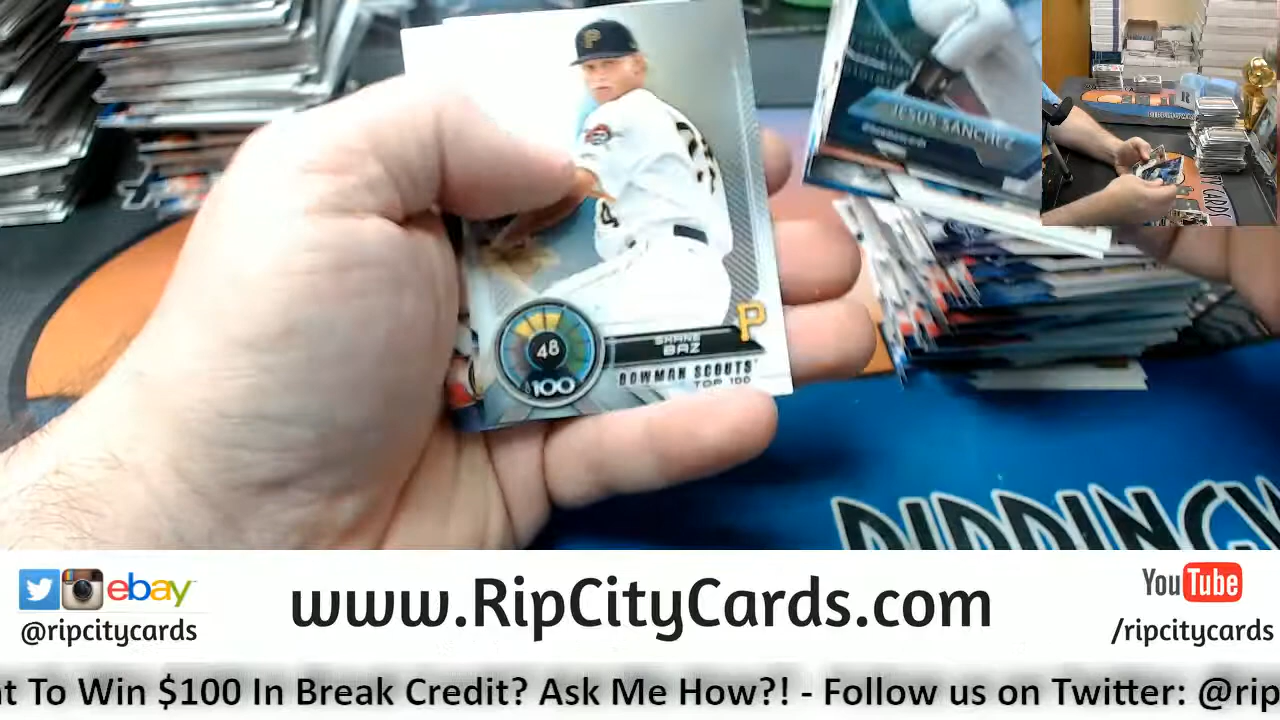 P
JESUS SANCHEZ
P
48
100
SHANE
BAZ
BOWMAN SCOUTS'
TOP 100
ebay
@ripcitycards
www.RipCityCards.com
YouTube
/ripcitycards
t To Win $100 In Break Credit? Ask Me How?! - Follow us on Twitter: @rip